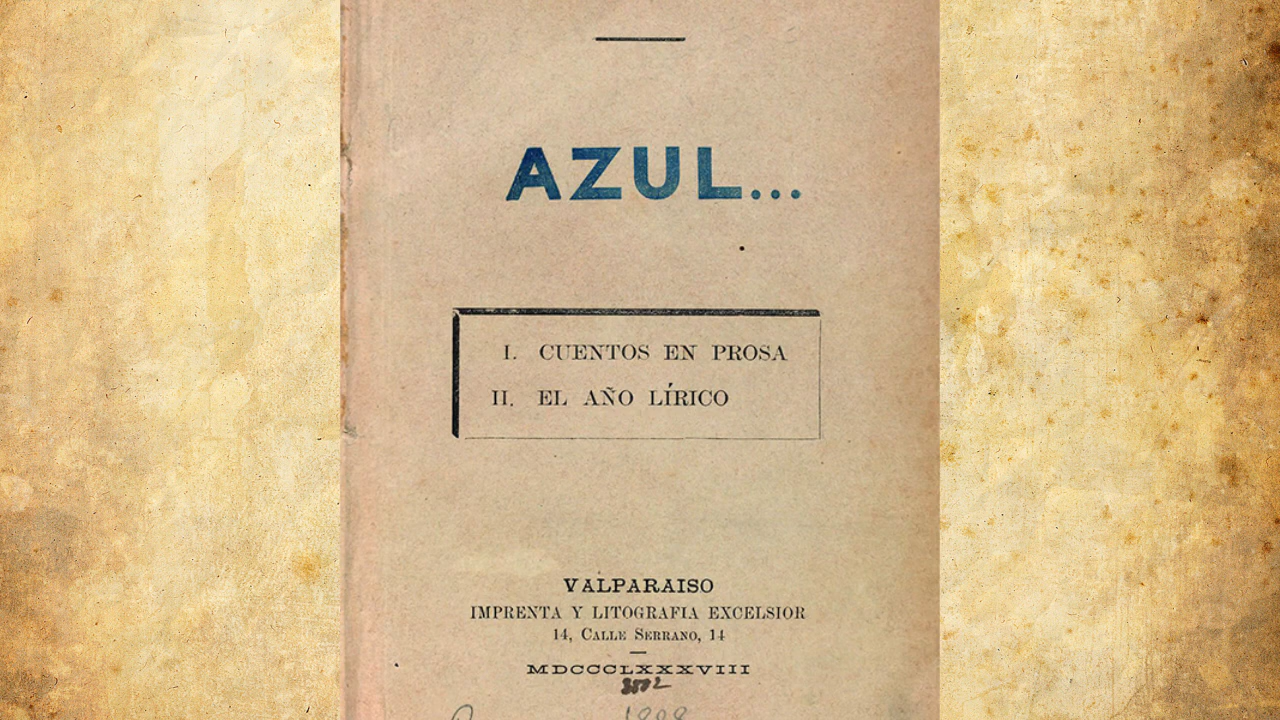 AZUL...
I. CUENTOS EN PROSA
II. EL AÑO LÍRICO
VALPARAISO
IMPRENTA Y LITOGRAFIA EXCELSIOR
14, CALLE SERRANO, 14
MDCCCLXXXVIII